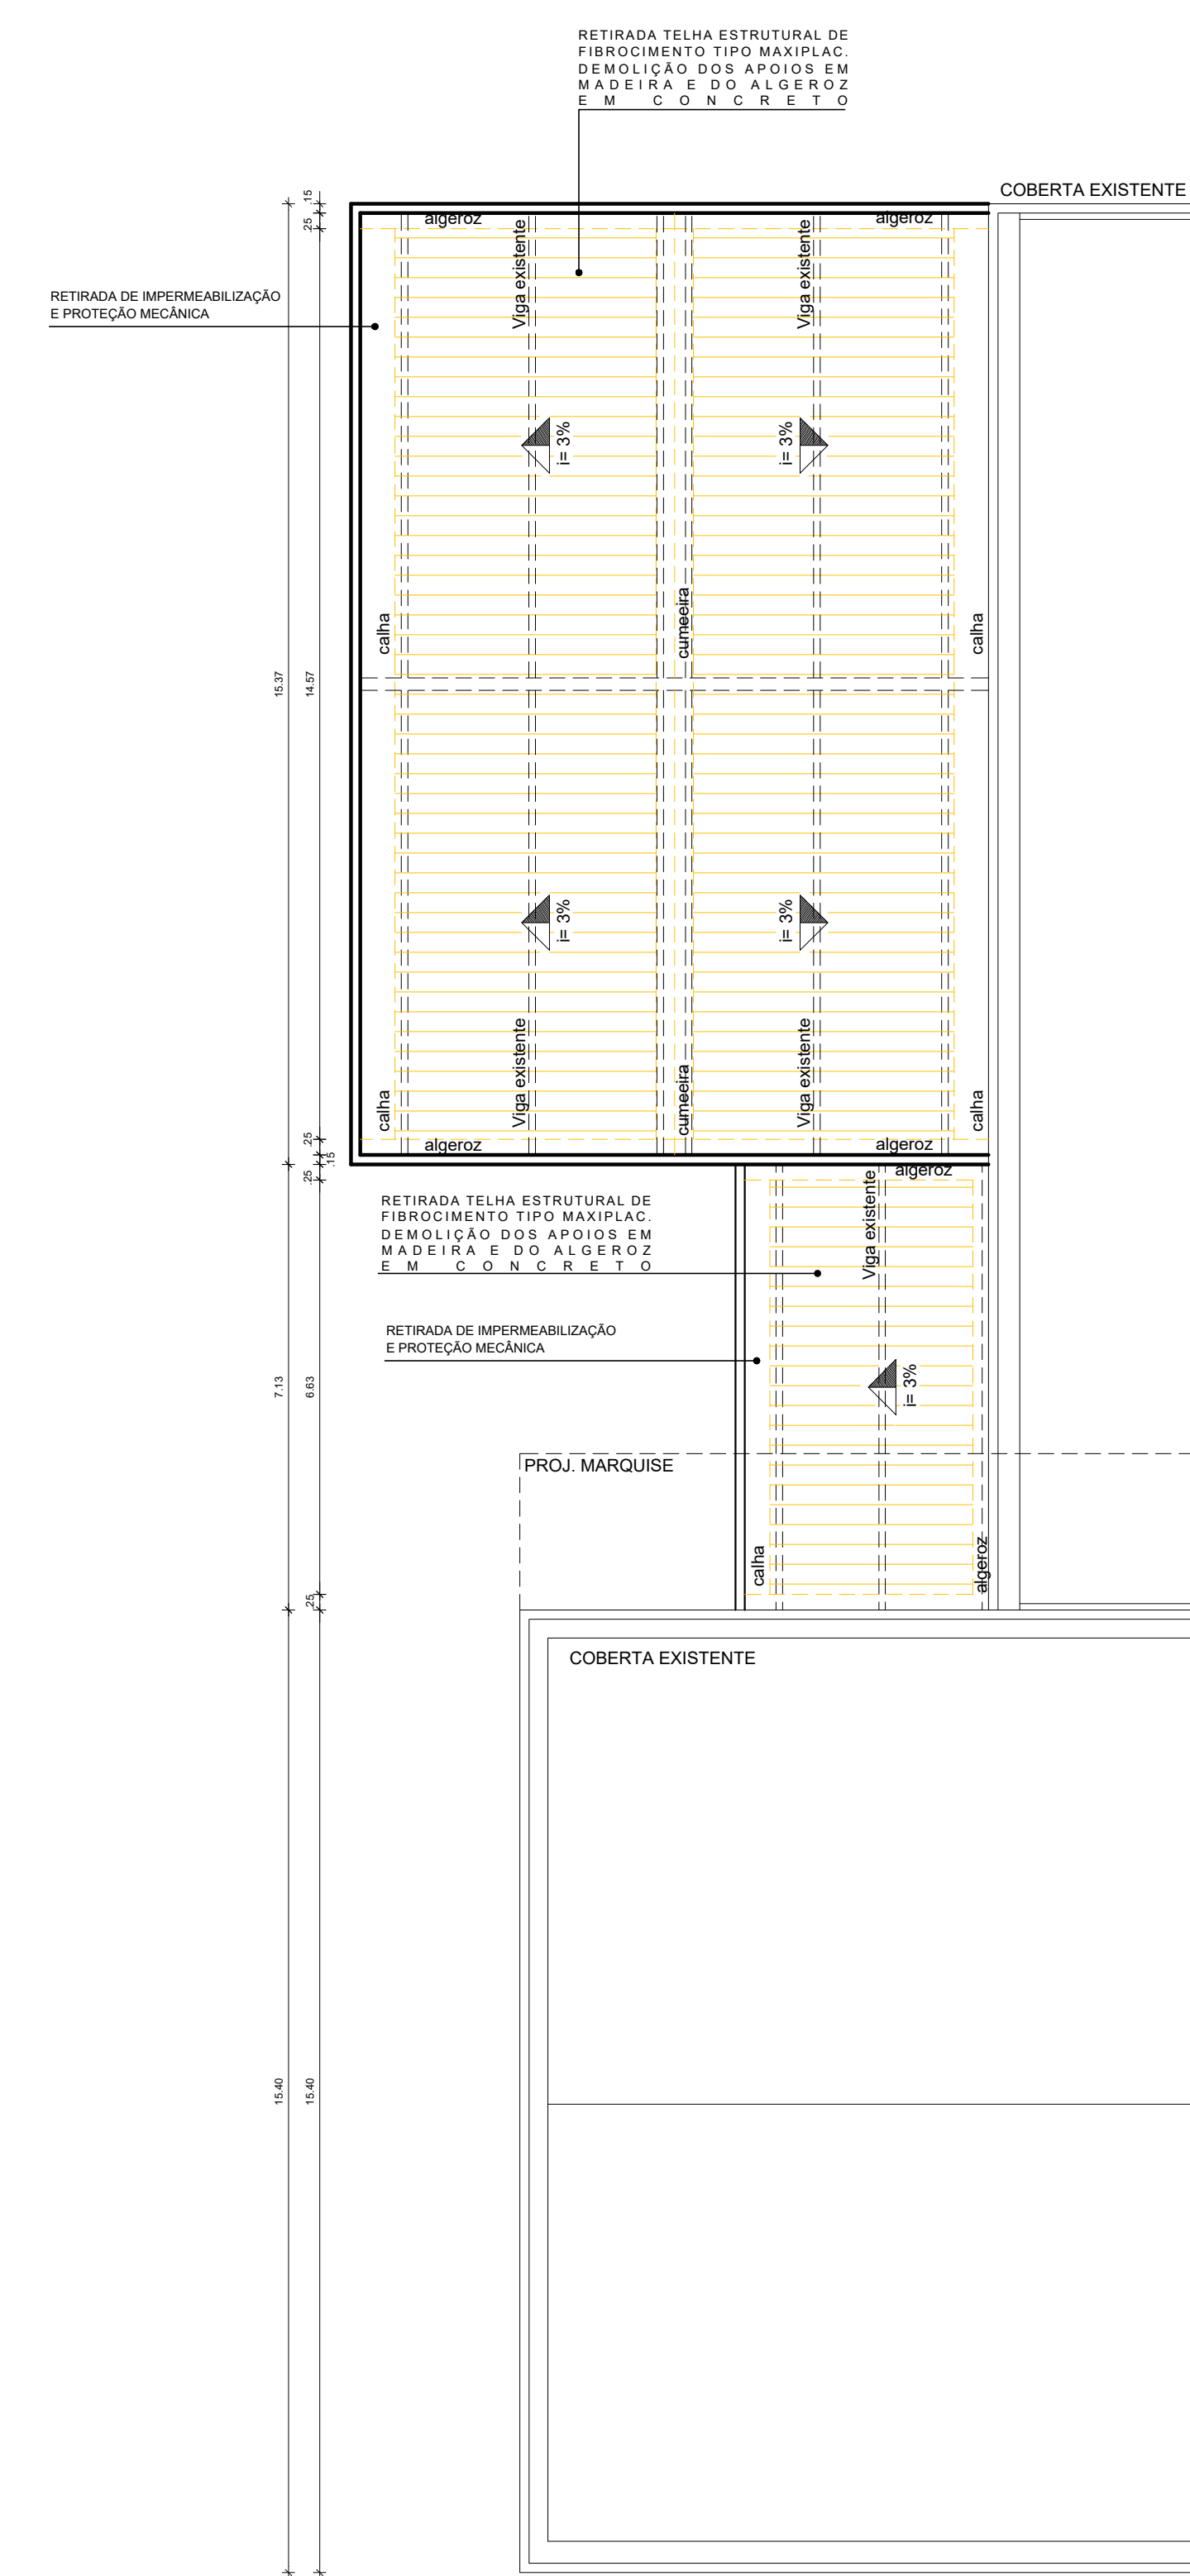 RETIRADA TELHA ESTRUTURAL DE
FIBROCIMENTO TIPO MAXIPLAC.
DEMOLIÇÃO DOS APOIOS EM
MADEIRA E DO ALGEROZ
EM CONCRETO
COBERTA EXISTENTE
.15
.25
algeroz
algeroz
Viga existente
Viga existente
RETIRADA DE IMPERMEABILIZAÇÃO
E PROTEÇÃO MECÂNICA
i= 3%
i= 3%
calha
cumeeira
calha
15.37
14.57
i= 3%
i= 3%
Viga existente
Viga existente
calha
cumeeira
calha
.25
.15
algeroz
algeroz
.25
algeroz
Viga existente
RETIRADA TELHA ESTRUTURAL DE
FIBROCIMENTO TIPO MAXIPLAC.
DEMOLIÇÃO DOS APOIOS EM
MADEIRA E DO ALGEROZ
EM CONCRETO
RETIRADA DE IMPERMEABILIZAÇÃO
E PROTEÇÃO MECÂNICA
7.13
6.63
i= 3%
PROJ. MARQUISE
calha
algeroz
.25
COBERTA EXISTENTE
15.40
15.40